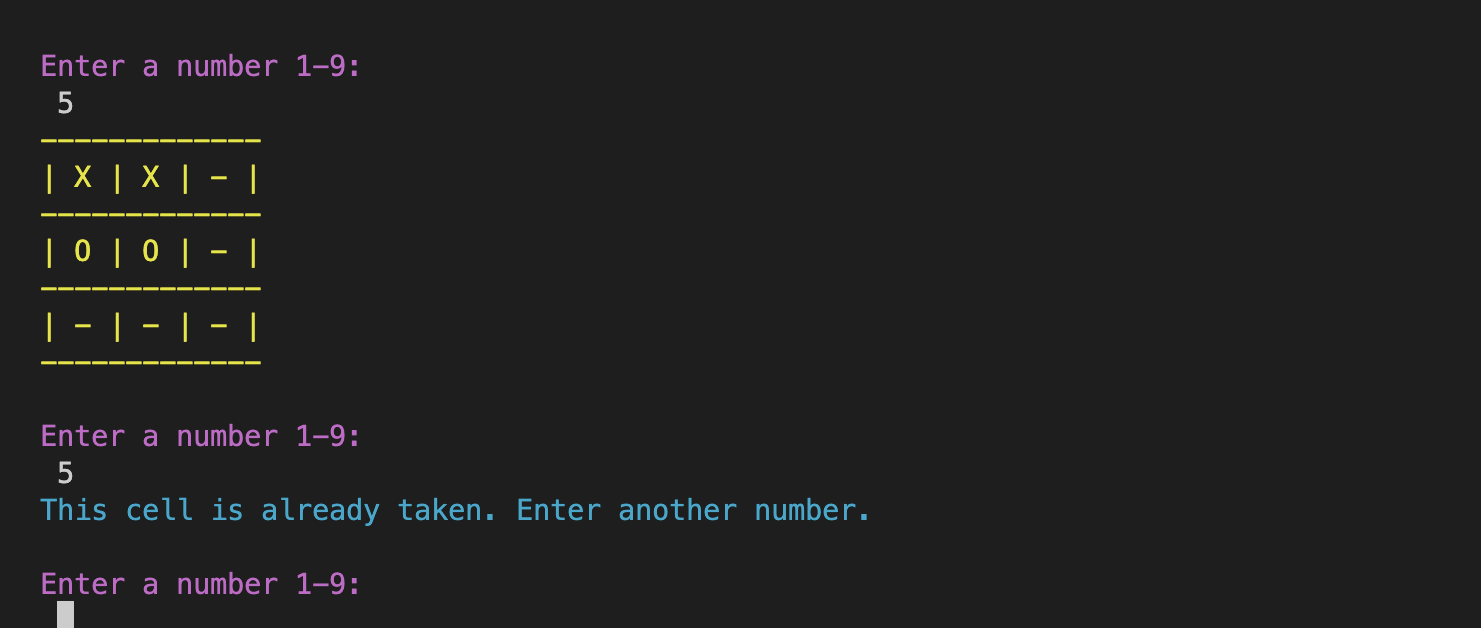 Enter a number 1-9:
5
-------------
| X | X | - |
-------------
| O | O | - |
-------------
| - | - | - |
-------------
Enter a number 1-9:
5
This cell is already taken. Enter another number.
Enter a number 1-9: